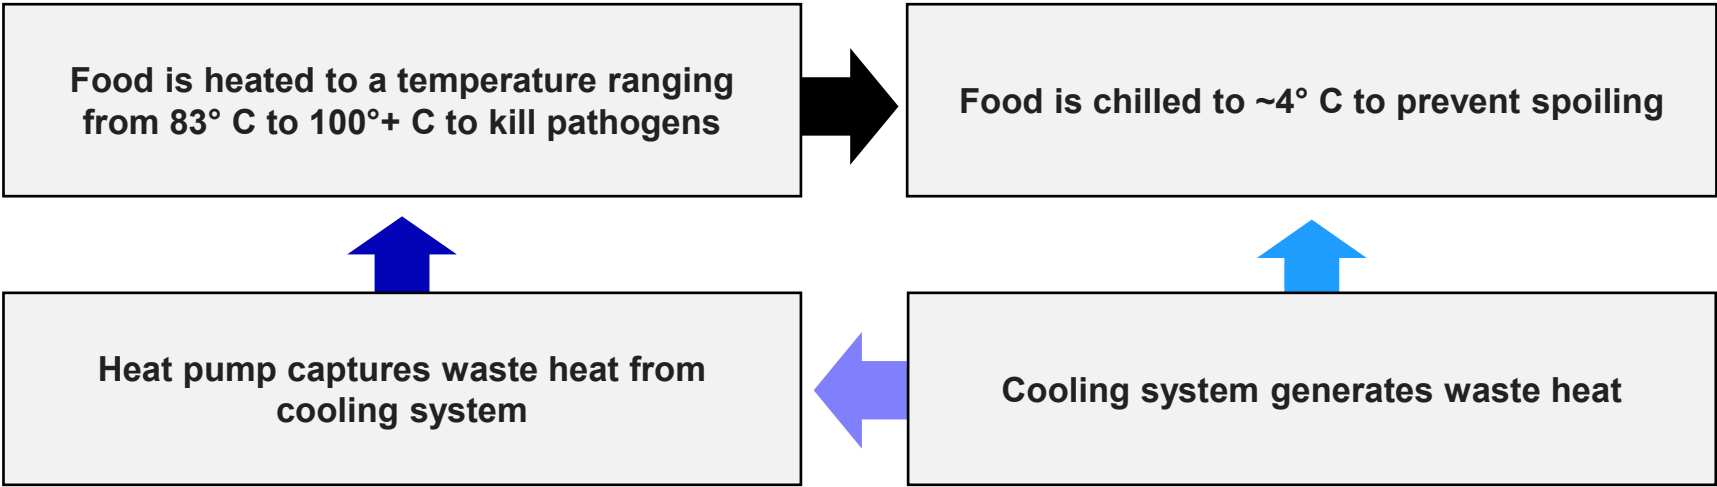 Food is heated to a temperature ranging
from 83° C to 100°+ C to kill pathogens
Food is chilled to ~4° C to prevent spoiling
Heat pump captures waste heat from
cooling system
Cooling system generates waste heat